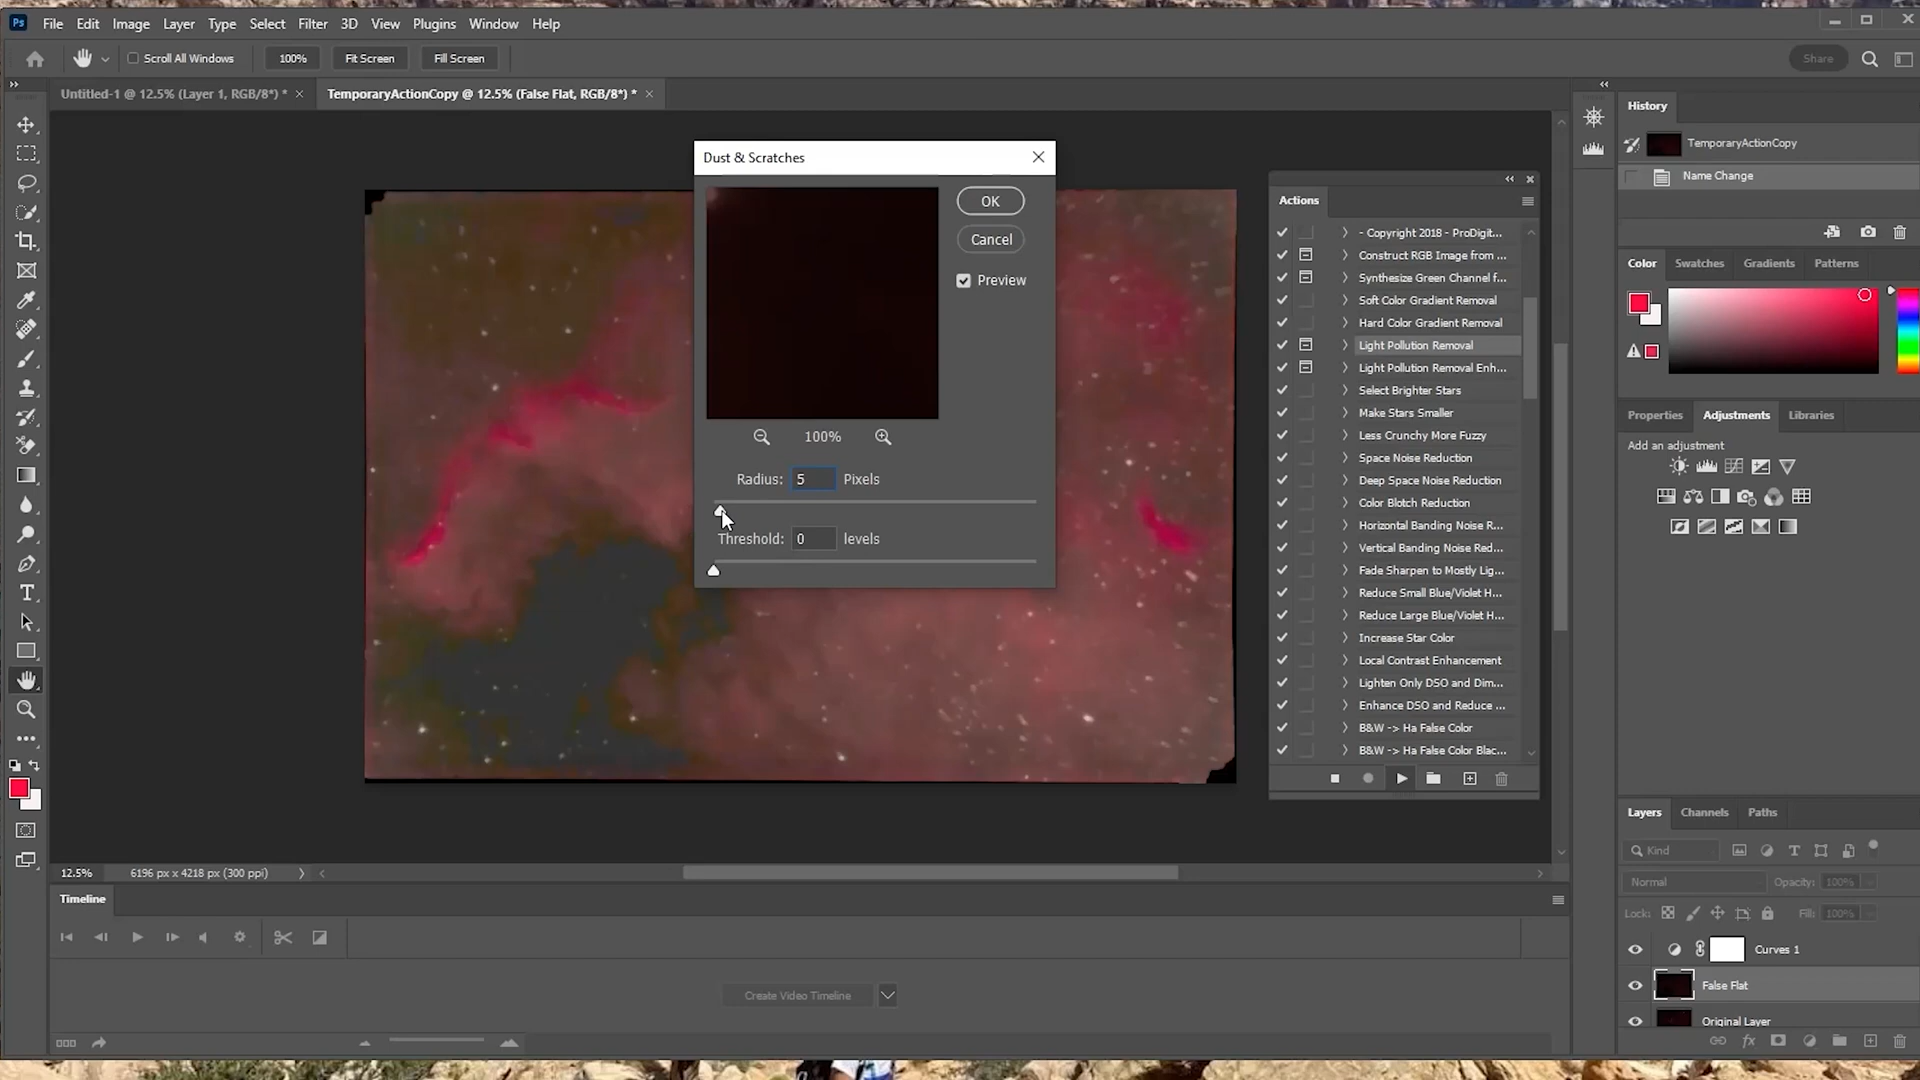 Ps File Edit Image Layer Type Select Filter 3D View Plugins Window Help
Scroll All Windows 100% Fit Screen Fill Screen Share
Untitled-1 @ 12.5% (Layer 1, RGB/8*) * × TemporaryActionCopy @ 12.5% (False Flat, RGB/8*) * ×
Dust & Scratches
OK
Cancel
Preview
100%
Radius: 5 Pixels
Threshold: 0 levels
Actions
- Copyright 2018 - ProDigit...
Construct RGB Image from ...
Synthesize Green Channel f...
Soft Color Gradient Removal
Hard Color Gradient Removal
Light Pollution Removal
Light Pollution Removal Enh...
Select Brighter Stars
Make Stars Smaller
Less Crunchy More Fuzzy
Space Noise Reduction
Deep Space Noise Reduction
Color Blotch Reduction
Horizontal Banding Noise R...
Vertical Banding Noise Red...
Fade Sharpen to Mostly Lig...
Reduce Small Blue/Violet H...
Reduce Large Blue/Violet H...
Increase Star Color
Local Contrast Enhancement
Lighten Only DSO and Dim...
Enhance DSO and Reduce ...
B&W -> Ha False Color
B&W -> Ha False Color Blac...
History
TemporaryActionCopy
Name Change
Color Swatches Gradients Patterns
Properties Adjustments Libraries
Add an adjustment
Layers Channels Paths
Kind
Normal Opacity: 100%
Lock: Fill: 100%
Curves 1
False Flat
Original Layer
fx
12.5% 6196 px x 4218 px (300 ppi)
Timeline
Create Video Timeline